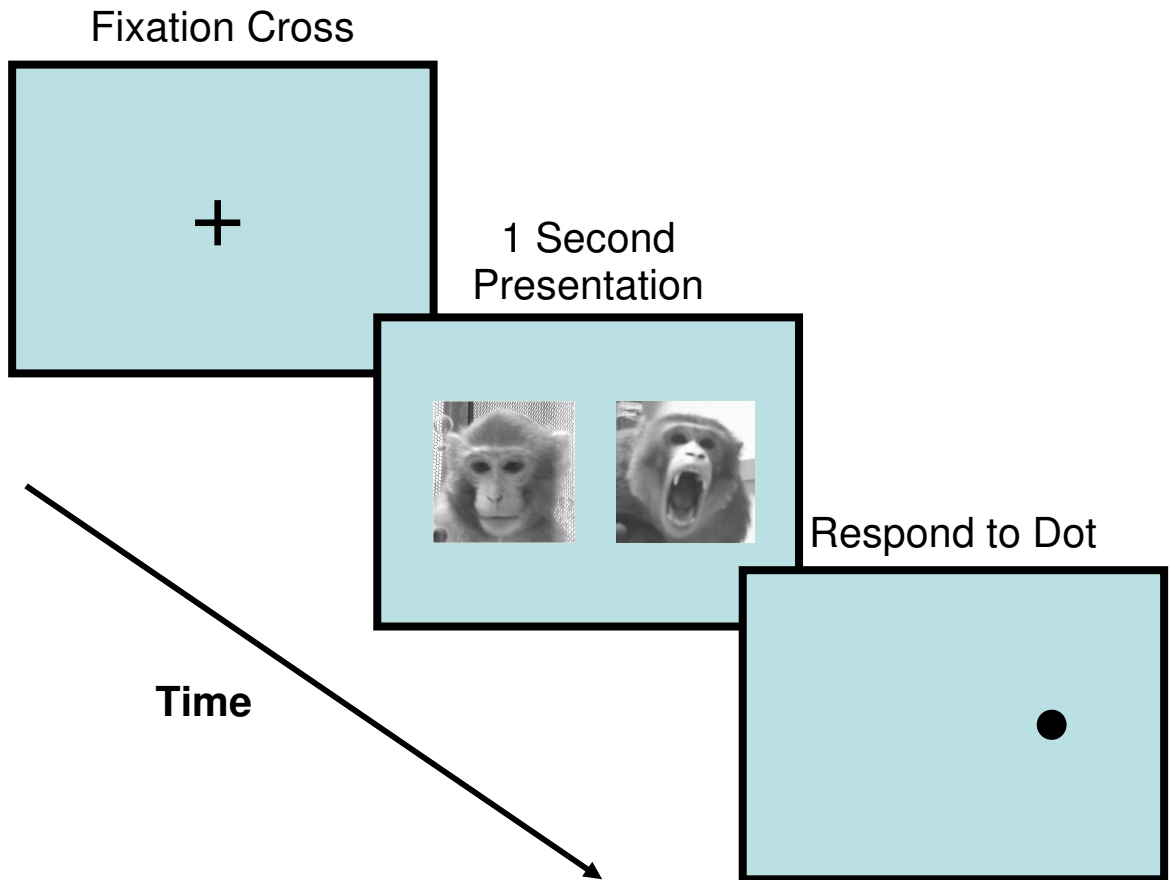 Fixation Cross
1 Second
Presentation
Respond to Dot
Time